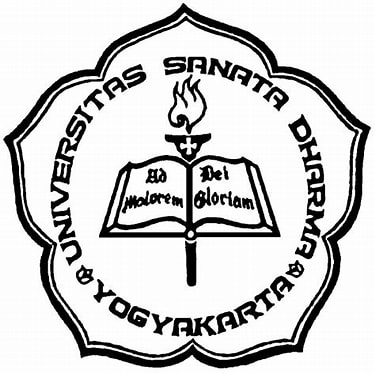 UNIVERSITAS SANATA DHARMA
Ad Dei
Maiorem Gloriam
YOGYAKARTA